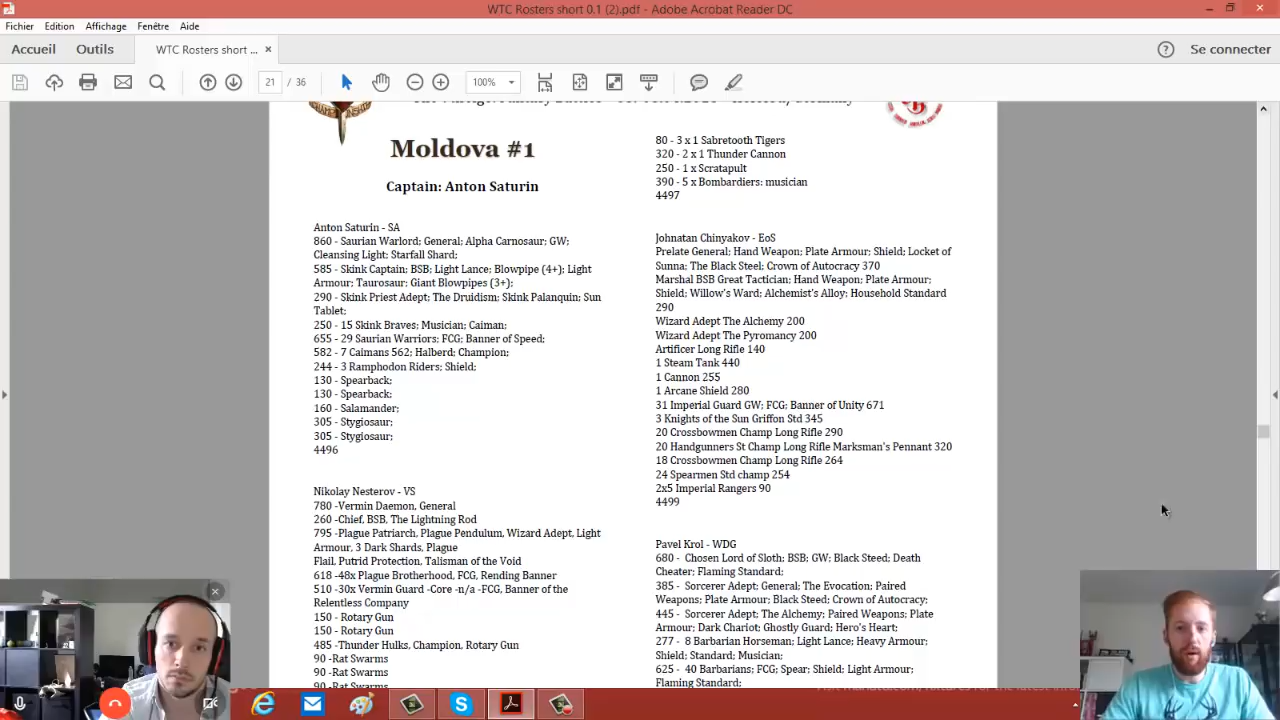 WTC Rosters short 0.1 (2).pdf - Adobe Acrobat Reader DC
Fichier Edition Affichage Fenêtre Aide
Accueil Outils WTC Rosters short ... × Se connecter
21 / 36 100%
Moldova #1
Captain: Anton Saturin
Anton Saturin - SA
860 - Saurian Warlord; General; Alpha Carnosaur; GW;
Cleansing Light: Starfall Shard;
585 - Skink Captain; BSB; Light Lance; Blowpipe (4+); Light
Armour; Taurosaur; Giant Blowpipes (3+);
290 - Skink Priest Adept; The Druidism; Skink Palanquin; Sun
Tablet;
250 - 15 Skink Braves; Musician; Caiman;
655 - 29 Saurian Warriors; FCG; Banner of Speed;
582 - 7 Caimans 562; Halberd; Champion;
244 - 3 Ramphodon Riders; Shield;
130 - Spearback;
130 - Spearback;
160 - Salamander;
305 - Stygiosaur;
305 - Stygiosaur;
4496
Nikolay Nesterov - VS
780 -Vermin Daemon, General
260 -Chief, BSB, The Lightning Rod
795 -Plague Patriarch, Plague Pendulum, Wizard Adept, Light
Armour, 3 Dark Shards, Plague
Flail, Putrid Protection, Talisman of the Void
618 -48x Plague Brotherhood, FCG, Rending Banner
510 -30x Vermin Guard -Core -n/a -FCG, Banner of the
Relentless Company
150 - Rotary Gun
150 - Rotary Gun
485 -Thunder Hulks, Champion, Rotary Gun
90 -Rat Swarms
90 -Rat Swarms
90 -Rat Swarms
80 - 3 x 1 Sabretooth Tigers
320 - 2 x 1 Thunder Cannon
250 - 1 x Scratapult
390 - 5 x Bombardiers: musician
4497
Johnatan Chinyakov - EoS
Prelate General; Hand Weapon; Plate Armour; Shield; Locket of
Sunna; The Black Steel; Crown of Autocracy 370
Marshal BSB Great Tactician; Hand Weapon; Plate Armour;
Shield; Willow's Ward; Alchemist's Alloy; Household Standard
290
Wizard Adept The Alchemy 200
Wizard Adept The Pyromancy 200
Artificer Long Rifle 140
1 Steam Tank 440
1 Cannon 255
1 Arcane Shield 280
31 Imperial Guard GW; FCG; Banner of Unity 671
3 Knights of the Sun Griffon Std 345
20 Crossbowmen Champ Long Rifle 290
20 Handgunners St Champ Long Rifle Marksman's Pennant 320
18 Crossbowmen Champ Long Rifle 264
24 Spearmen Std champ 254
2x5 Imperial Rangers 90
4499
Pavel Krol - WDG
680 - Chosen Lord of Sloth; BSB; GW; Black Steed; Death
Cheater; Flaming Standard;
385 - Sorcerer Adept: General; The Evocation; Paired
Weapons; Plate Armour; Black Steed; Crown of Autocracy;
445 - Sorcerer Adept: The Alchemy; Paired Weapons; Plate
Armour; Dark Chariot; Ghostly Guard; Hero's Heart;
277 - 8 Barbarian Horseman; Light Lance; Heavy Armour;
Shield; Standard; Musician;
625 - 40 Barbarians; FCG; Spear; Shield; Light Armour;
Flaming Standard;